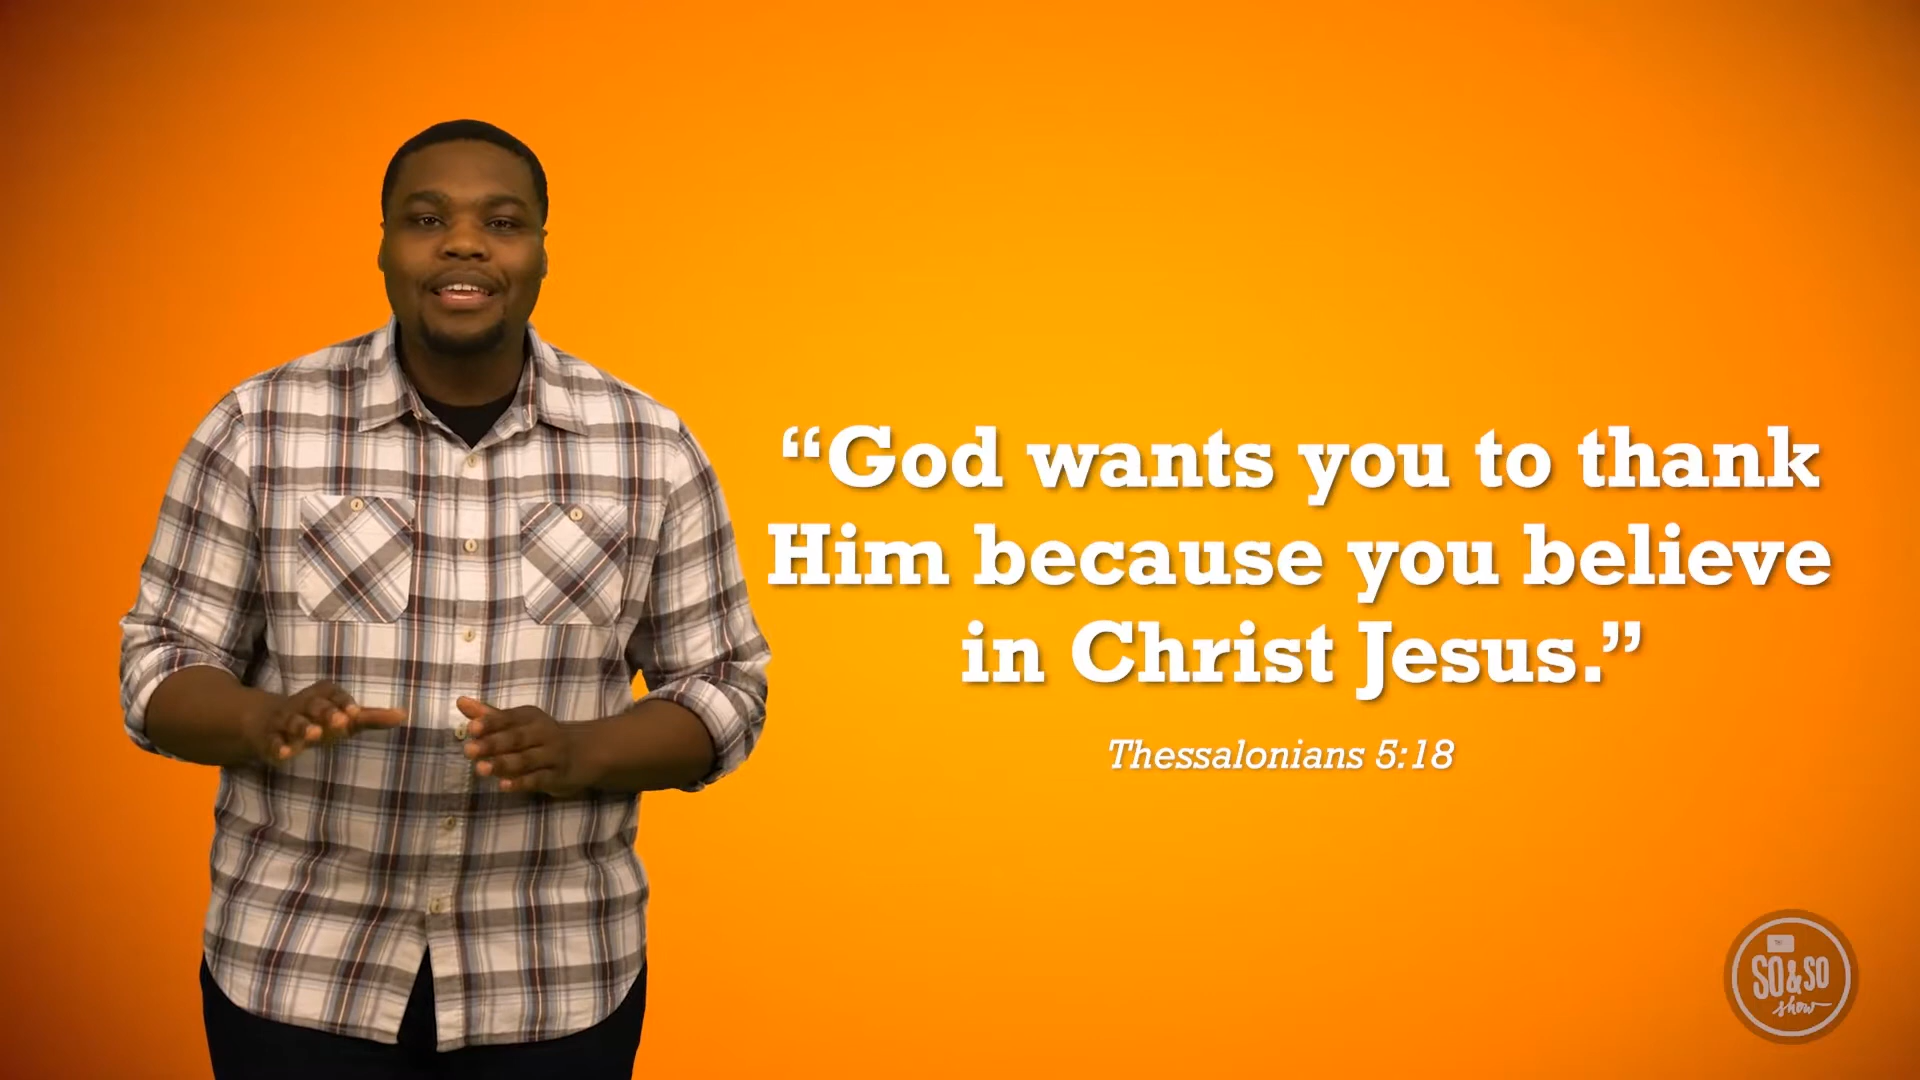 “God wants you to thank
Him because you believe
in Christ Jesus.”
Thessalonians 5:18
SO & SO
show